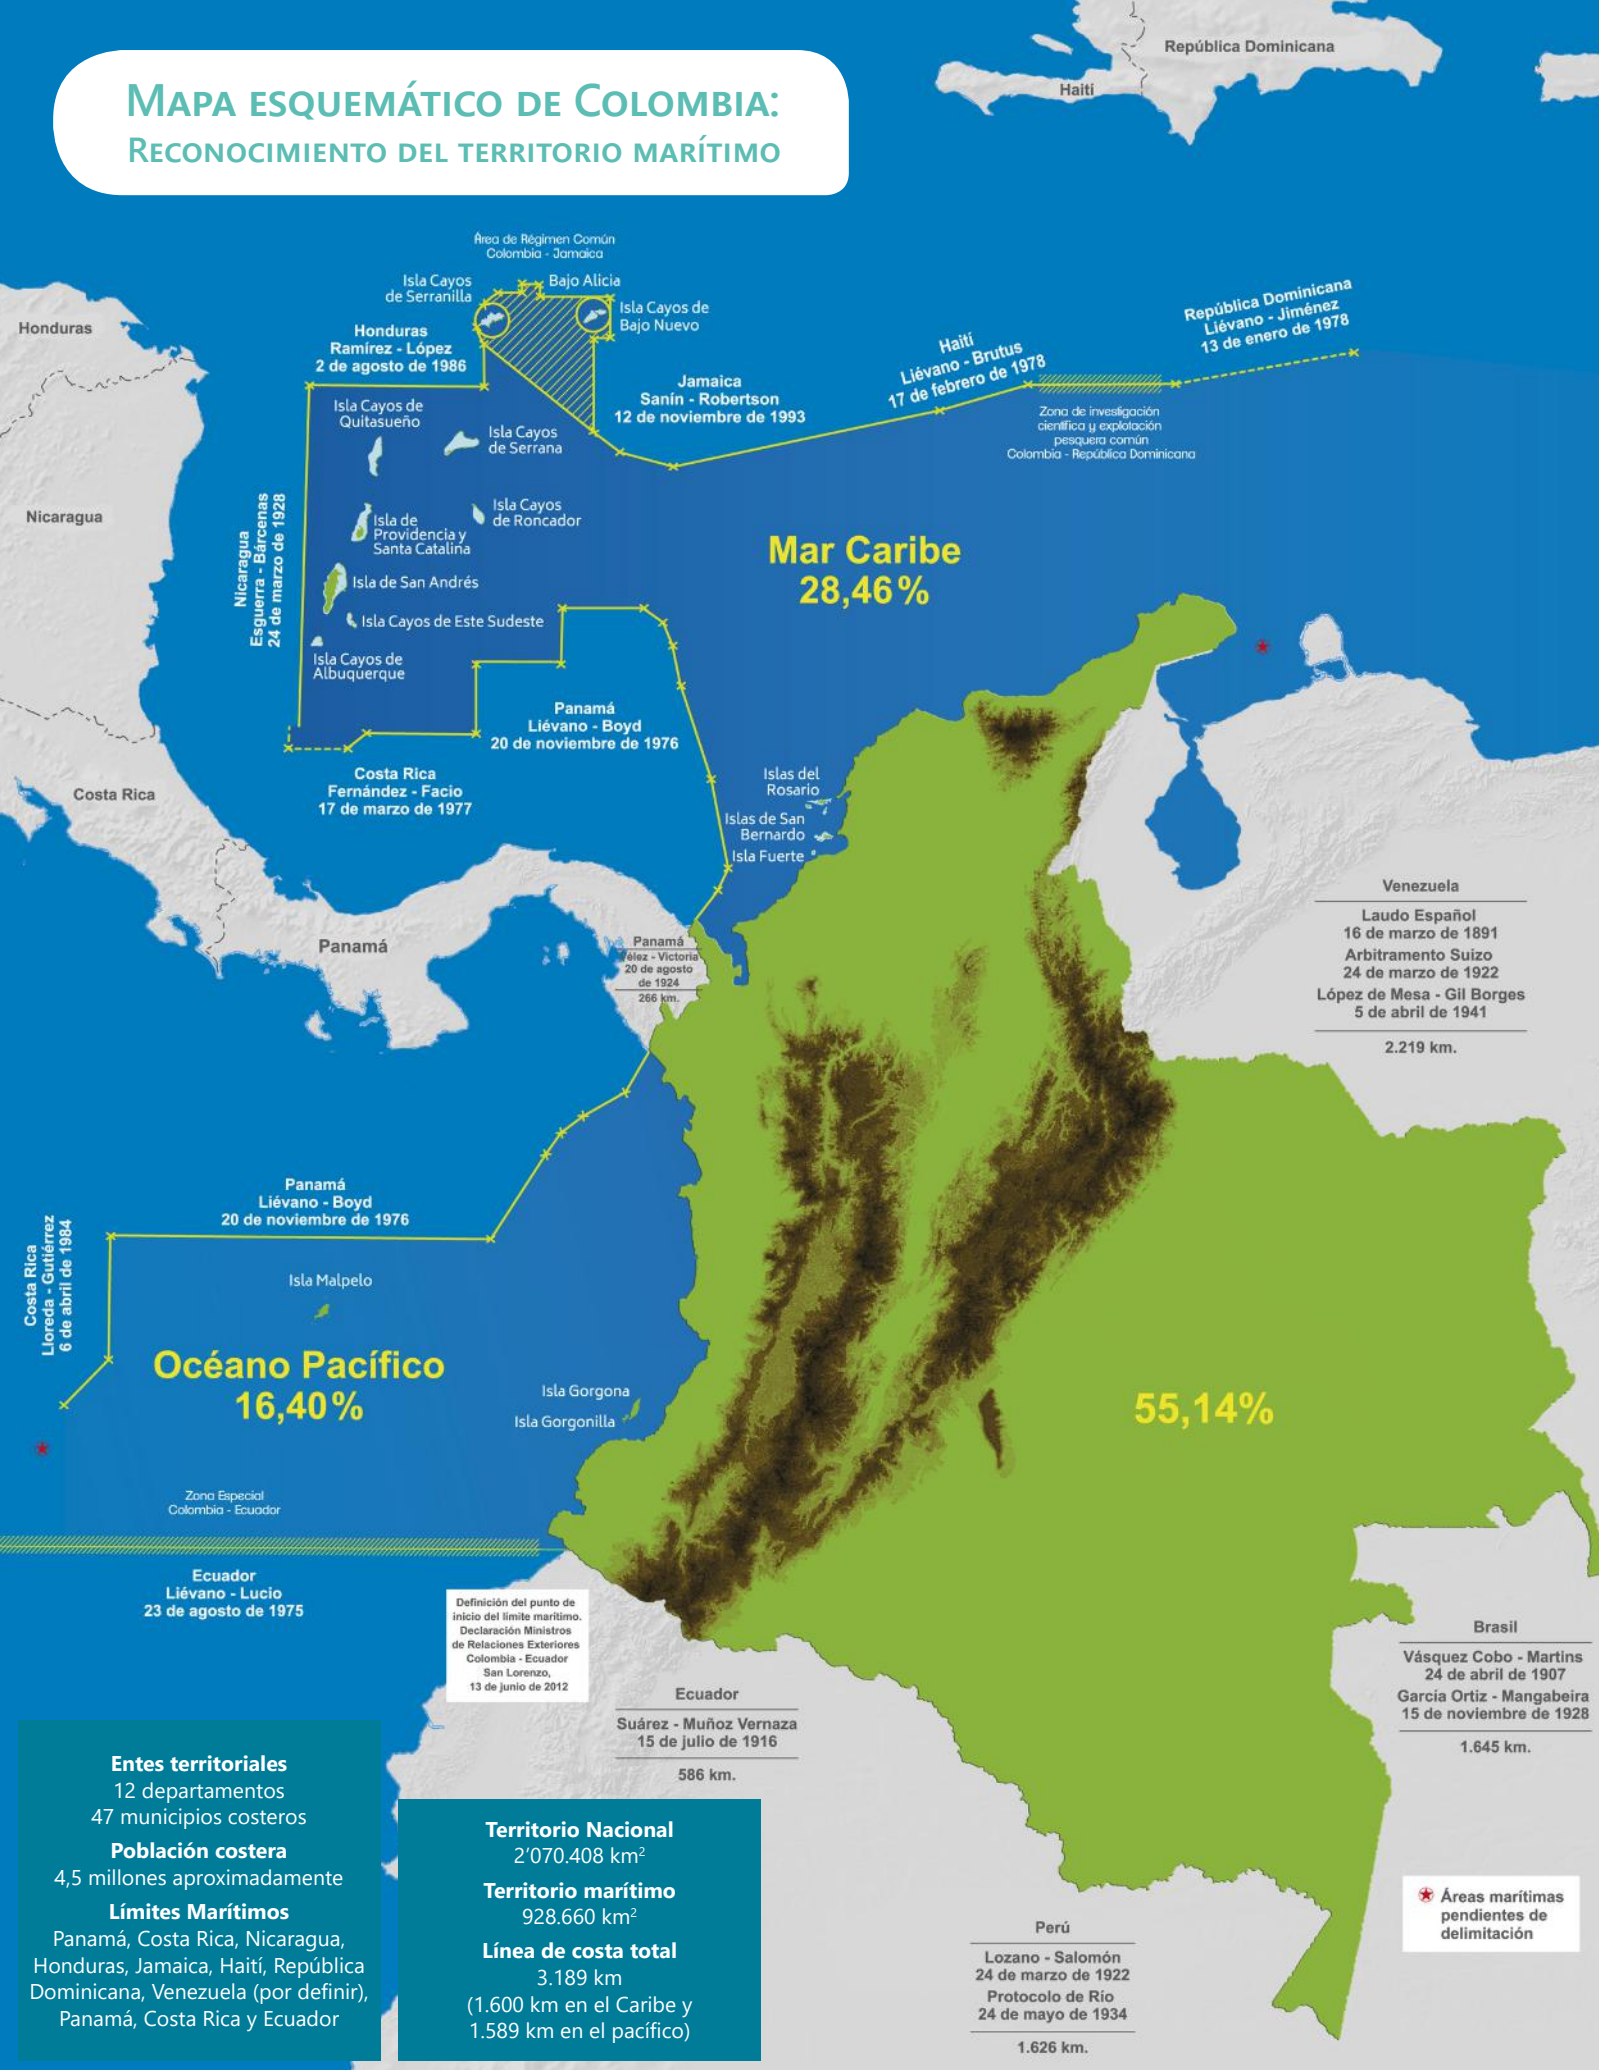 Mapa esquemático de Colombia:
Reconocimiento del territorio marítimo
República Dominicana
Haití
Área de Régimen Común
Colombia - Jamaica
Isla Cayos
de Serranilla
Bajo Alicia
Isla Cayos de
Bajo Nuevo
Honduras
Honduras
Ramírez - López
2 de agosto de 1986
República Dominicana
Liévano - Jiménez
13 de enero de 1978
Haití
Liévano - Brutus
17 de febrero de 1978
Jamaica
Sanín - Robertson
12 de noviembre de 1993
Zona de investigación
científica y explotación
pesquera común
Colombia - República Dominicana
Isla Cayos de
Quitasueño
Isla Cayos
de Serrana
Nicaragua
Nicaragua
Esguerra - Bárcenas
24 de marzo de 1928
Isla Cayos
de Roncador
Isla de
Providencia y
Santa Catalina
Isla de San Andrés
Isla Cayos de Este Sudeste
Isla Cayos de
Albuquerque
Mar Caribe
28,46%
Panamá
Liévano - Boyd
20 de noviembre de 1976
Costa Rica
Fernández - Facio
17 de marzo de 1977
Costa Rica
Islas del
Rosario
Islas de San
Bernardo
Isla Fuerte
Panamá
Panamá
Vélez - Victoria
20 de agosto
de 1924
266 km.
Venezuela
Laudo Español
16 de marzo de 1891
Arbitramento Suizo
24 de marzo de 1922
López de Mesa - Gil Borges
5 de abril de 1941
2.219 km.
Panamá
Liévano - Boyd
20 de noviembre de 1976
Costa Rica
Lloreda - Gutiérrez
6 de abril de 1984
Isla Malpelo
Océano Pacífico
16,40%
Isla Gorgona
Isla Gorgonilla
55,14%
Zona Especial
Colombia - Ecuador
Ecuador
Liévano - Lucio
23 de agosto de 1975
Definición del punto de
inicio del límite marítimo.
Declaración Ministros
de Relaciones Exteriores
Colombia - Ecuador
San Lorenzo,
13 de junio de 2012
Ecuador
Suárez - Muñoz Vernaza
15 de julio de 1916
586 km.
Brasil
Vásquez Cobo - Martins
24 de abril de 1907
García Ortiz - Mangabeira
15 de noviembre de 1928
1.645 km.
Entes territoriales
12 departamentos
47 municipios costeros
Población costera
4,5 millones aproximadamente
Límites Marítimos
Panamá, Costa Rica, Nicaragua,
Honduras, Jamaica, Haití, República
Dominicana, Venezuela (por definir),
Panamá, Costa Rica y Ecuador
Territorio Nacional
2’070.408 km²
Territorio marítimo
928.660 km²
Línea de costa total
3.189 km
(1.600 km en el Caribe y
1.589 km en el pacífico)
Perú
Lozano - Salomón
24 de marzo de 1922
Protocolo de Río
24 de mayo de 1934
1.626 km.
Áreas marítimas
pendientes de
delimitación